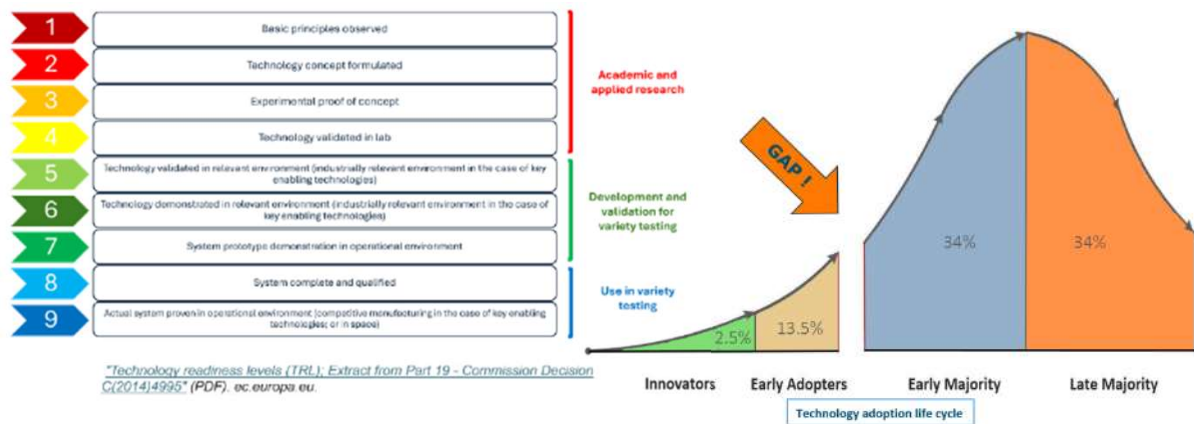 1
Basic principles observed
2
Technology concept formulated
3
Experimental proof of concept
4
Technology validated in lab
5
Technology validated in relevant environment (industrially relevant environment in the case of key
enabling technologies)
6
Technology demonstrated in relevant environment (industrially relevant environment in the case of
key enabling technologies)
7
System prototype demonstration in operational environment
8
System complete and qualified
9
Actual system proven in operational environment (competitive manufacturing in the case of key enabling
technologies; or in space)
Academic and
applied research
Development and
validation for
variety testing
Use in variety
testing
"Technology readiness levels (TRL); Extract from Part 19 - Commission Decision
C(2014)4995" (PDF). ec.europa.eu.
GAP !
2.5%
13.5%
34%
34%
Innovators
Early Adopters
Early Majority
Late Majority
Technology adoption life cycle